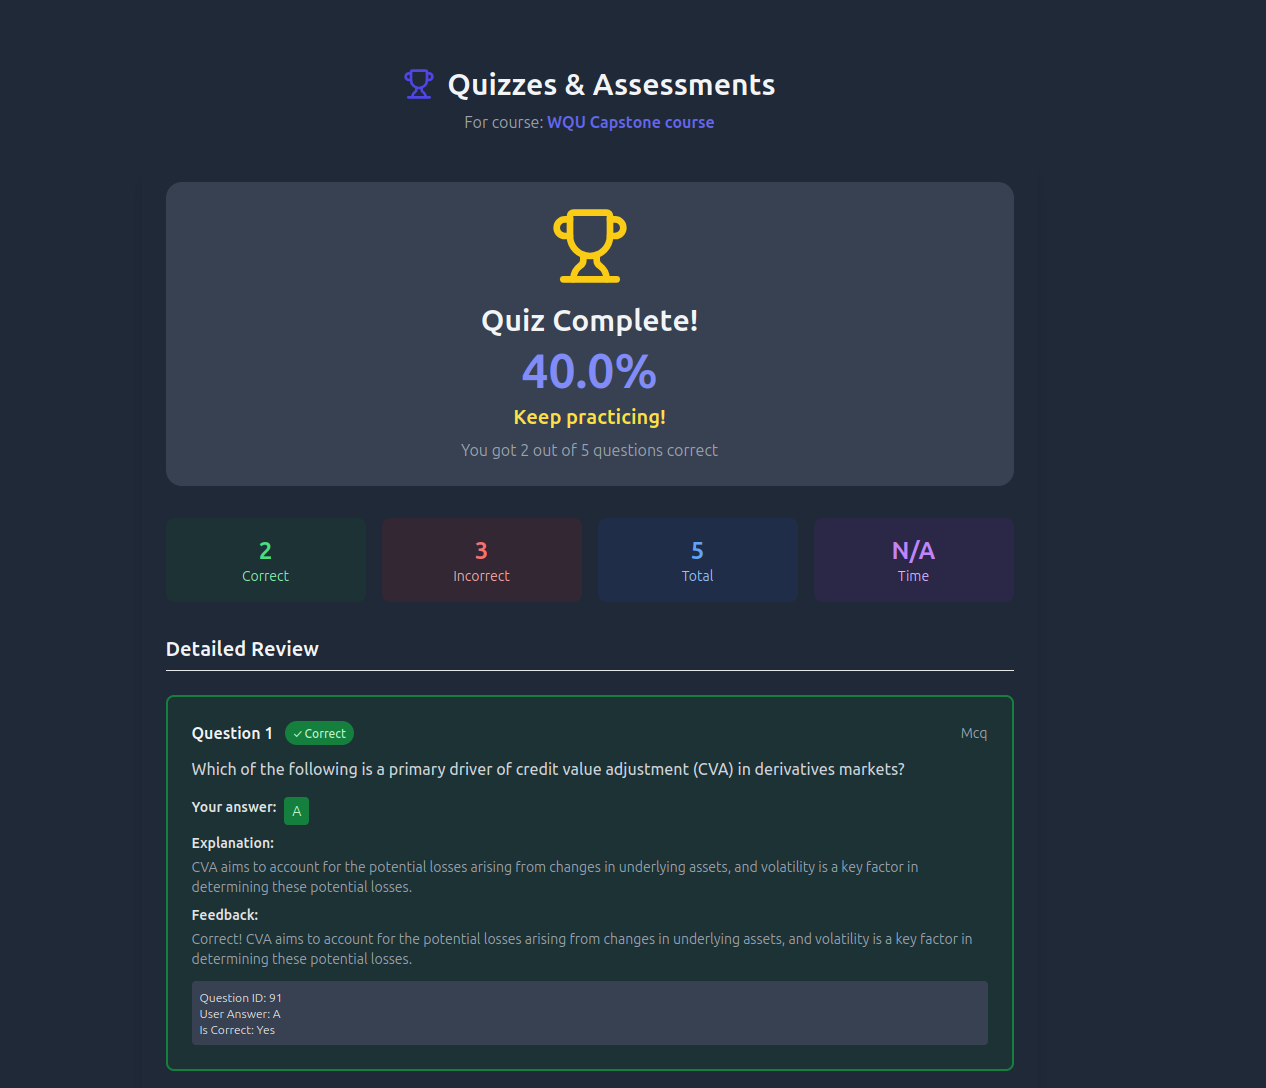 Quizzes & Assessments
For course: WQU Capstone course
Quiz Complete!
40.0%
Keep practicing!
You got 2 out of 5 questions correct
2
Correct
3
Incorrect
5
Total
N/A
Time
Detailed Review
Question 1 ✓ Correct Mcq
Which of the following is a primary driver of credit value adjustment (CVA) in derivatives markets?
Your answer: A
Explanation:
CVA aims to account for the potential losses arising from changes in underlying assets, and volatility is a key factor in
determining these potential losses.
Feedback:
Correct! CVA aims to account for the potential losses arising from changes in underlying assets, and volatility is a key factor in
determining these potential losses.
Question ID: 91
User Answer: A
Is Correct: Yes